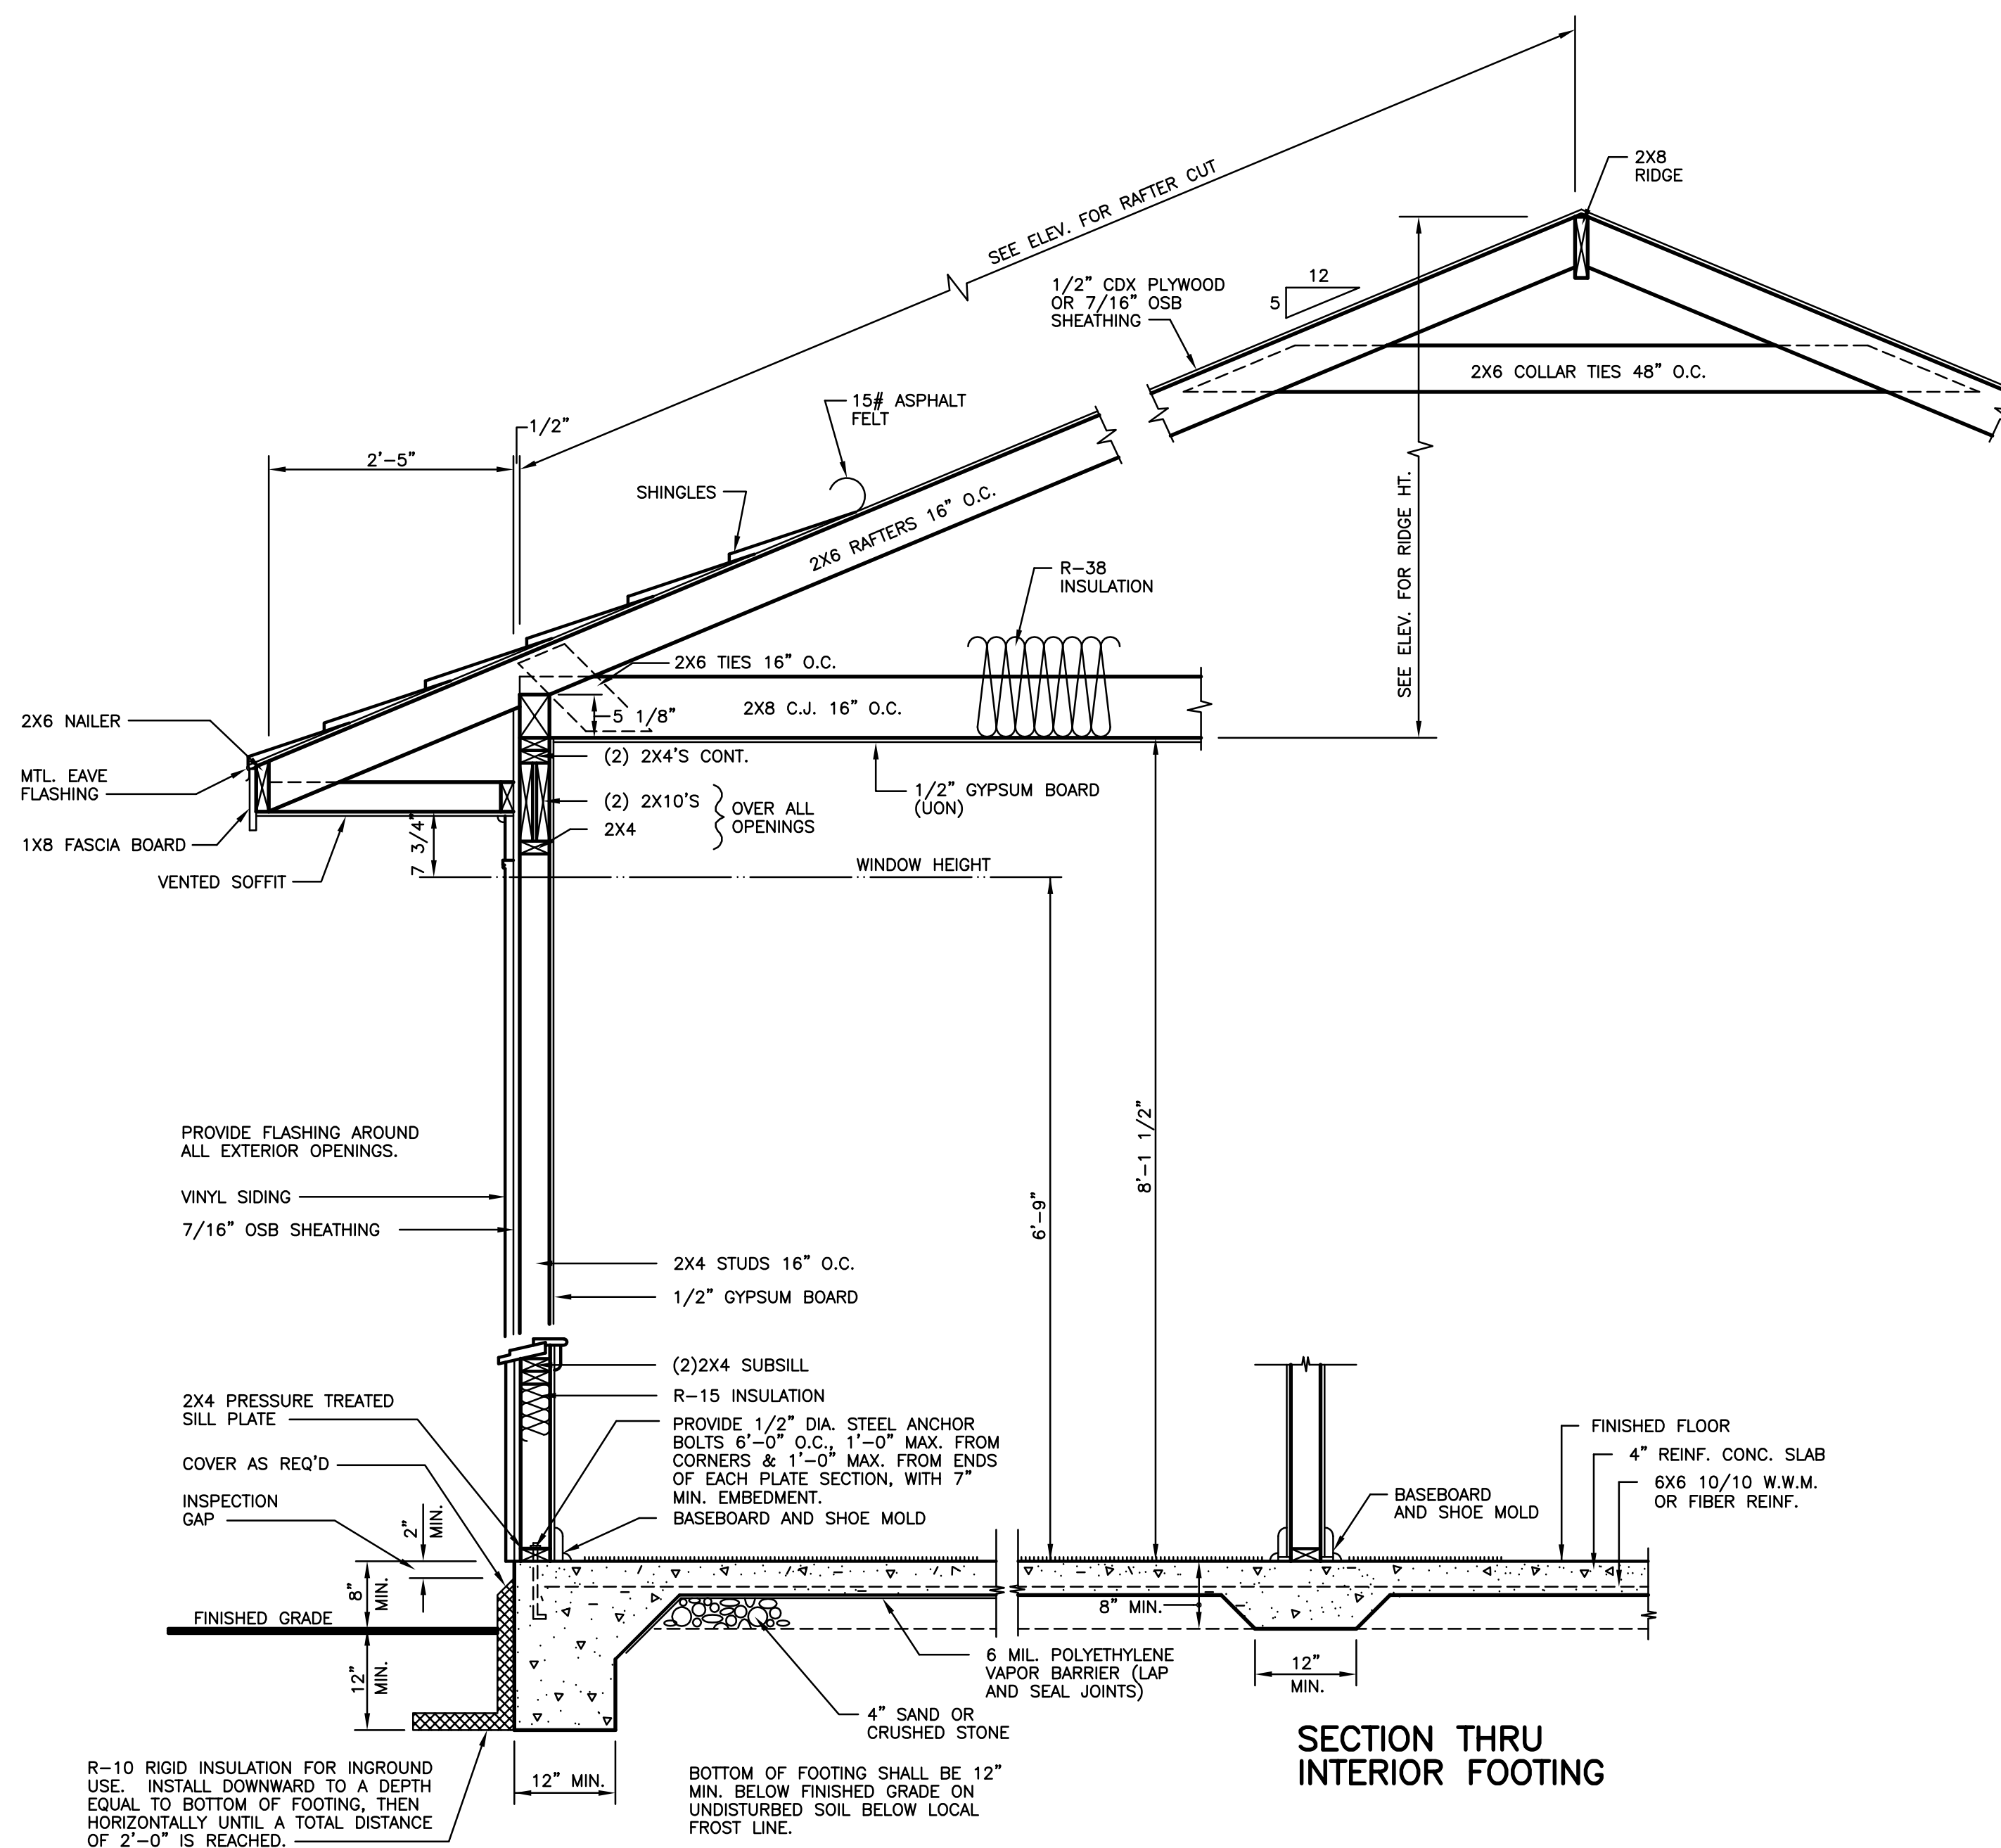 SEE ELEV. FOR RAFTER CUT
2X8
RIDGE
1/2" CDX PLYWOOD
OR 7/16" OSB
SHEATHING
12
5
2X6 COLLAR TIES 48" O.C.
15# ASPHALT
FELT
1/2"
2'-5"
SHINGLES
2X6 RAFTERS 16" O.C.
SEE ELEV. FOR RIDGE HT.
R-38
INSULATION
2X6 TIES 16" O.C.
5 1/8"
2X8 C.J. 16" O.C.
2X6 NAILER
(2) 2X4'S CONT.
MTL. EAVE
FLASHING
1/2" GYPSUM BOARD
(UON)
(2) 2X10'S
2X4
OVER ALL
OPENINGS
1X8 FASCIA BOARD
7 3/4"
WINDOW HEIGHT
VENTED SOFFIT
PROVIDE FLASHING AROUND
ALL EXTERIOR OPENINGS.
8'-1 1/2"
6'-9"
VINYL SIDING
7/16" OSB SHEATHING
2X4 STUDS 16" O.C.
1/2" GYPSUM BOARD
(2)2X4 SUBSILL
R-15 INSULATION
2X4 PRESSURE TREATED
SILL PLATE
PROVIDE 1/2" DIA. STEEL ANCHOR
BOLTS 6'-0" O.C., 1'-0" MAX. FROM
CORNERS & 1'-0" MAX. FROM ENDS
OF EACH PLATE SECTION, WITH 7"
MIN. EMBEDMENT.
BASEBOARD AND SHOE MOLD
COVER AS REQ'D
INSPECTION
GAP
2"
MIN.
8"
MIN.
FINISHED GRADE
12"
MIN.
FINISHED FLOOR
4" REINF. CONC. SLAB
6X6 10/10 W.W.M.
OR FIBER REINF.
BASEBOARD
AND SHOE MOLD
8" MIN.
12"
MIN.
6 MIL. POLYETHYLENE
VAPOR BARRIER (LAP
AND SEAL JOINTS)
4" SAND OR
CRUSHED STONE
SECTION THRU
INTERIOR FOOTING
R-10 RIGID INSULATION FOR INGROUND
USE. INSTALL DOWNWARD TO A DEPTH
EQUAL TO BOTTOM OF FOOTING, THEN
HORIZONTALLY UNTIL A TOTAL DISTANCE
OF 2'-0" IS REACHED.
12" MIN.
BOTTOM OF FOOTING SHALL BE 12"
MIN. BELOW FINISHED GRADE ON
UNDISTURBED SOIL BELOW LOCAL
FROST LINE.